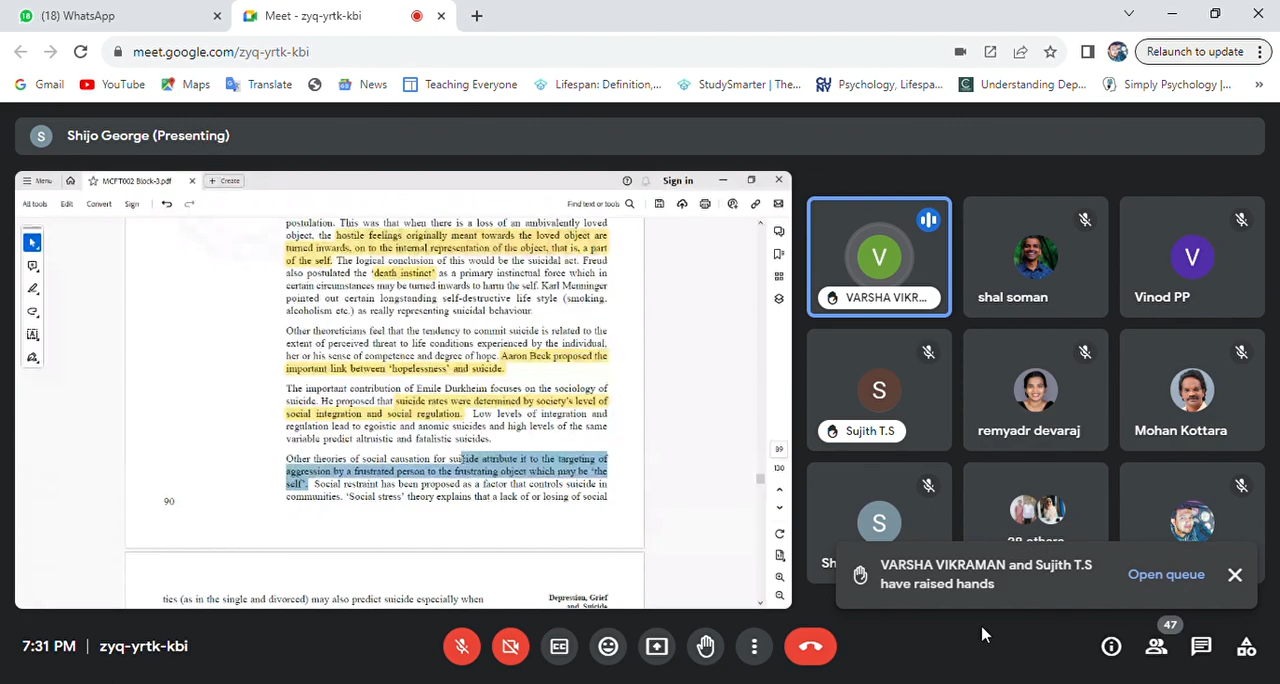 (18) WhatsApp
Meet - zyq-yrtk-kbi
meet.google.com/zyq-yrtk-kbi
Relaunch to update
Gmail
YouTube
Maps
Translate
News
Teaching Everyone
Lifespan: Definition,...
StudySmarter | The...
Psychology, Lifespa...
Understanding Dep...
Simply Psychology |...
S
Shijo George (Presenting)
Menu
MCFT002 Block-3.pdf
Create
Sign in
All tools
Edit
Convert
Sign
Find text or tools
postulation. This was that when there is a loss of an ambivalently loved
object, the hostile feelings originally meant towards the loved object are
turned inwards, on to the internal representation of the object, that is, a part
of the self. The logical conclusion of this would be the suicidal act. Freud
also postulated the 'death instinct' as a primary instinctual force which in
certain circumstances may be turned inwards to harm the self. Karl Menninger
pointed out certain longstanding self-destructive life style (smoking,
alcoholism etc.) as really representing suicidal behaviour.
Other theoreticians feel that the tendency to commit suicide is related to the
extent of perceived threat to life conditions experienced by the individual,
her or his sense of competence and degree of hope. Aaron Beck proposed the
important link between 'hopelessness' and suicide.
The important contribution of Emile Durkheim focuses on the sociology of
suicide. He proposed that suicide rates were determined by society's level of
social integration and social regulation. Low levels of integration and
regulation lead to egoistic and anomic suicides and high levels of the same
variable predict altruistic and fatalistic suicides.
Other theories of social causation for suicide attribute it to the targeting of
aggression by a frustrated person to the frustrating object which may be 'the
self'. Social restraint has been proposed as a factor that controls suicide in
communities. 'Social stress' theory explains that a lack of or losing of social
90
ties (as in the single and divorced) may also predict suicide especially when
Depression, Grief
and Suicide
89
130
V
VARSHA VIKR...
shal soman
V
Vinod PP
S
Sujith T.S
remyadr devaraj
Mohan Kottara
S
Sh
38 others
VARSHA VIKRAMAN and Sujith T.S
have raised hands
Open queue
7:31 PM | zyq-yrtk-kbi
47